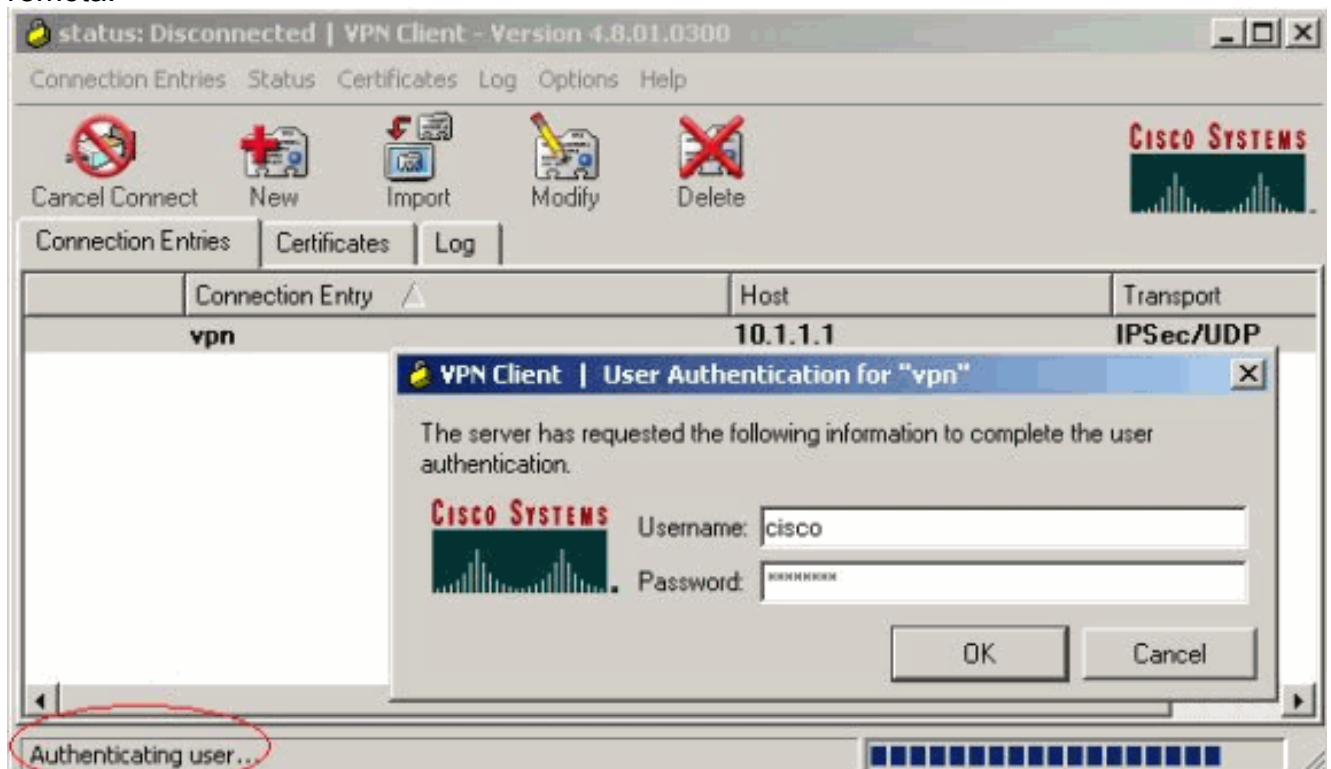 remota.
status: Disconnected | VPN Client - Version 4.8.01.0300
Connection Entries Status Certificates Log Options Help
Cancel Connect New Import Modify Delete
CISCO SYSTEMS
Connection Entries Certificates Log
Connection Entry Host Transport
vpn 10.1.1.1 IPSec/UDP
VPN Client | User Authentication for "vpn"
The server has requested the following information to complete the user
authentication.
CISCO SYSTEMS
Username: cisco
Password: ********
OK Cancel
Authenticating user...